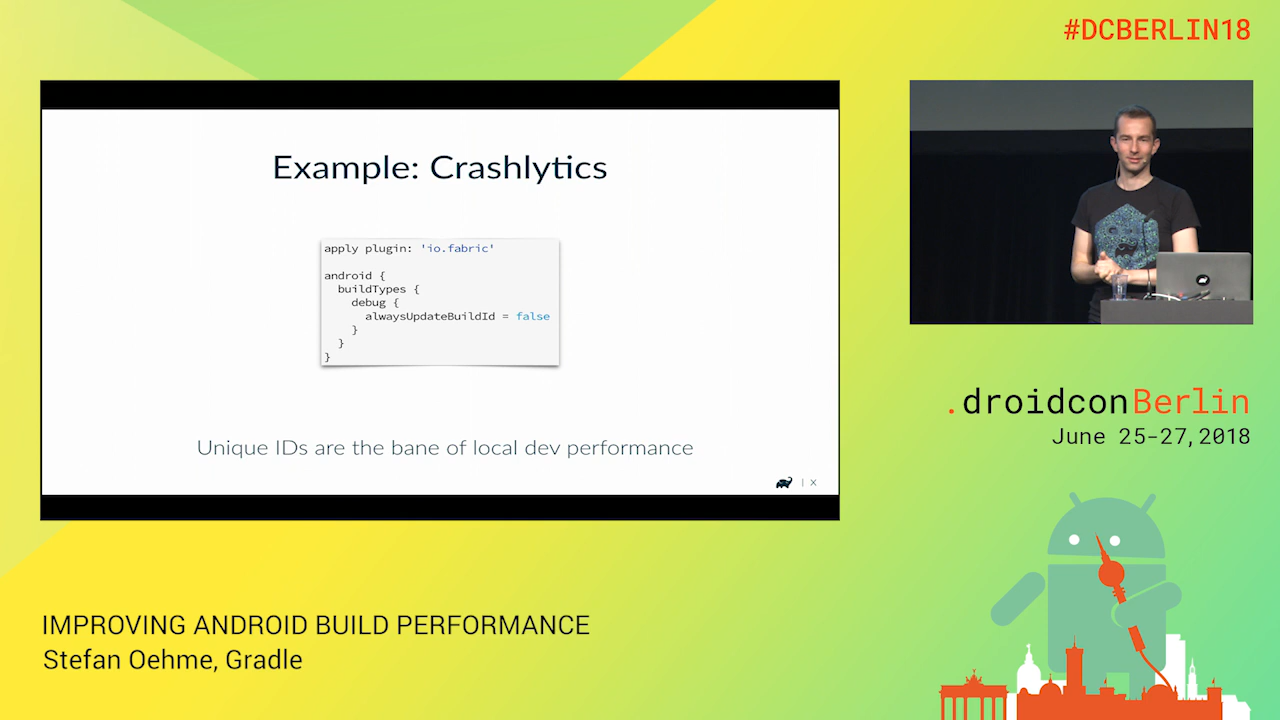 #DCBERLIN18
Example: Crashlytics
apply plugin: 'io.fabric'
android {
buildTypes {
debug {
alwaysUpdateBuildId = false
}
}
}
Unique IDs are the bane of local dev performance
| X
.droidconBerlin
June 25-27,2018
IMPROVING ANDROID BUILD PERFORMANCE
Stefan Oehme, Gradle